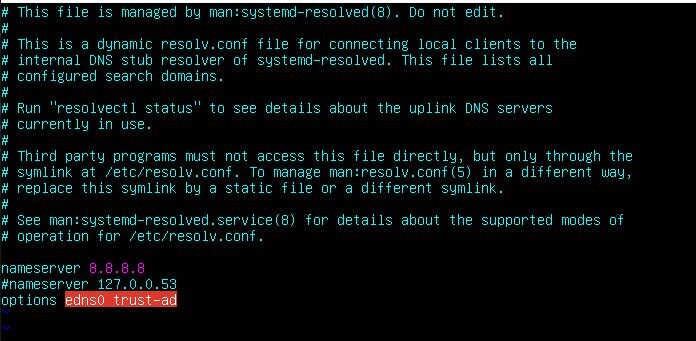 # This file is managed by man:systemd-resolved(8). Do not edit.
#
# This is a dynamic resolv.conf file for connecting local clients to the
# internal DNS stub resolver of systemd-resolved. This file lists all
# configured search domains.
#
# Run "resolvectl status" to see details about the uplink DNS servers
# currently in use.
#
# Third party programs must not access this file directly, but only through the
# symlink at /etc/resolv.conf. To manage man:resolv.conf(5) in a different way,
# replace this symlink by a static file or a different symlink.
#
# See man:systemd-resolved.service(8) for details about the supported modes of
# operation for /etc/resolv.conf.
nameserver 8.8.8.8
#nameserver 127.0.0.53
options edns0 trust-ad
~
~